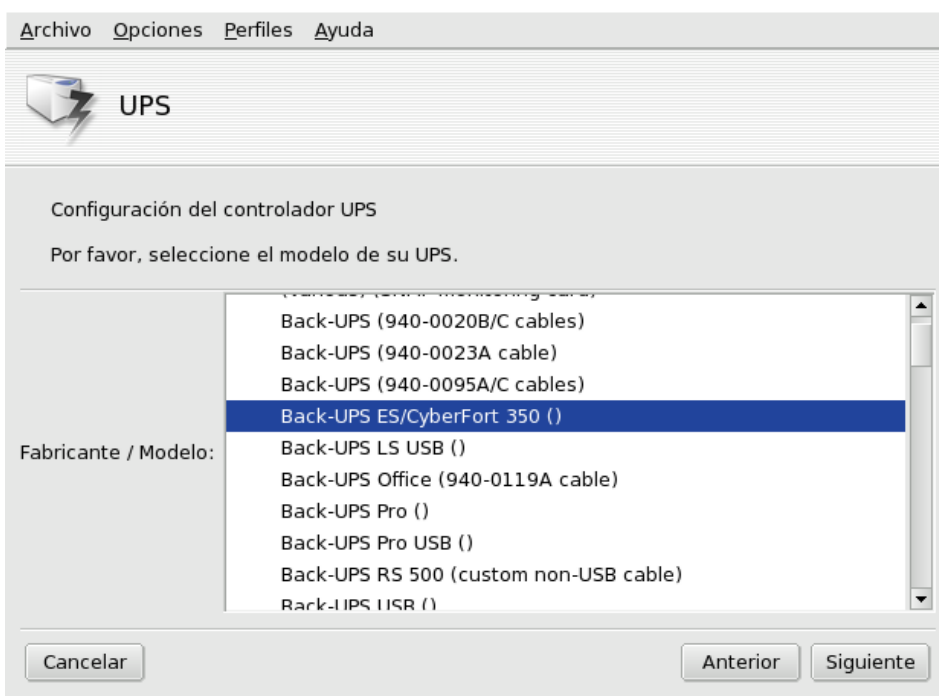 Archivo Opciones Perfiles Ayuda
UPS
Configuración del controlador UPS
Por favor, seleccione el modelo de su UPS.
Back-UPS (940-0020B/C cables)
Back-UPS (940-0023A cable)
Back-UPS (940-0095A/C cables)
Back-UPS ES/CyberFort 350 ()
Fabricante / Modelo:
Back-UPS LS USB ()
Back-UPS Office (940-0119A cable)
Back-UPS Pro ()
Back-UPS Pro USB ()
Back-UPS RS 500 (custom non-USB cable)
Back-UPS USB ()
Cancelar Anterior Siguiente